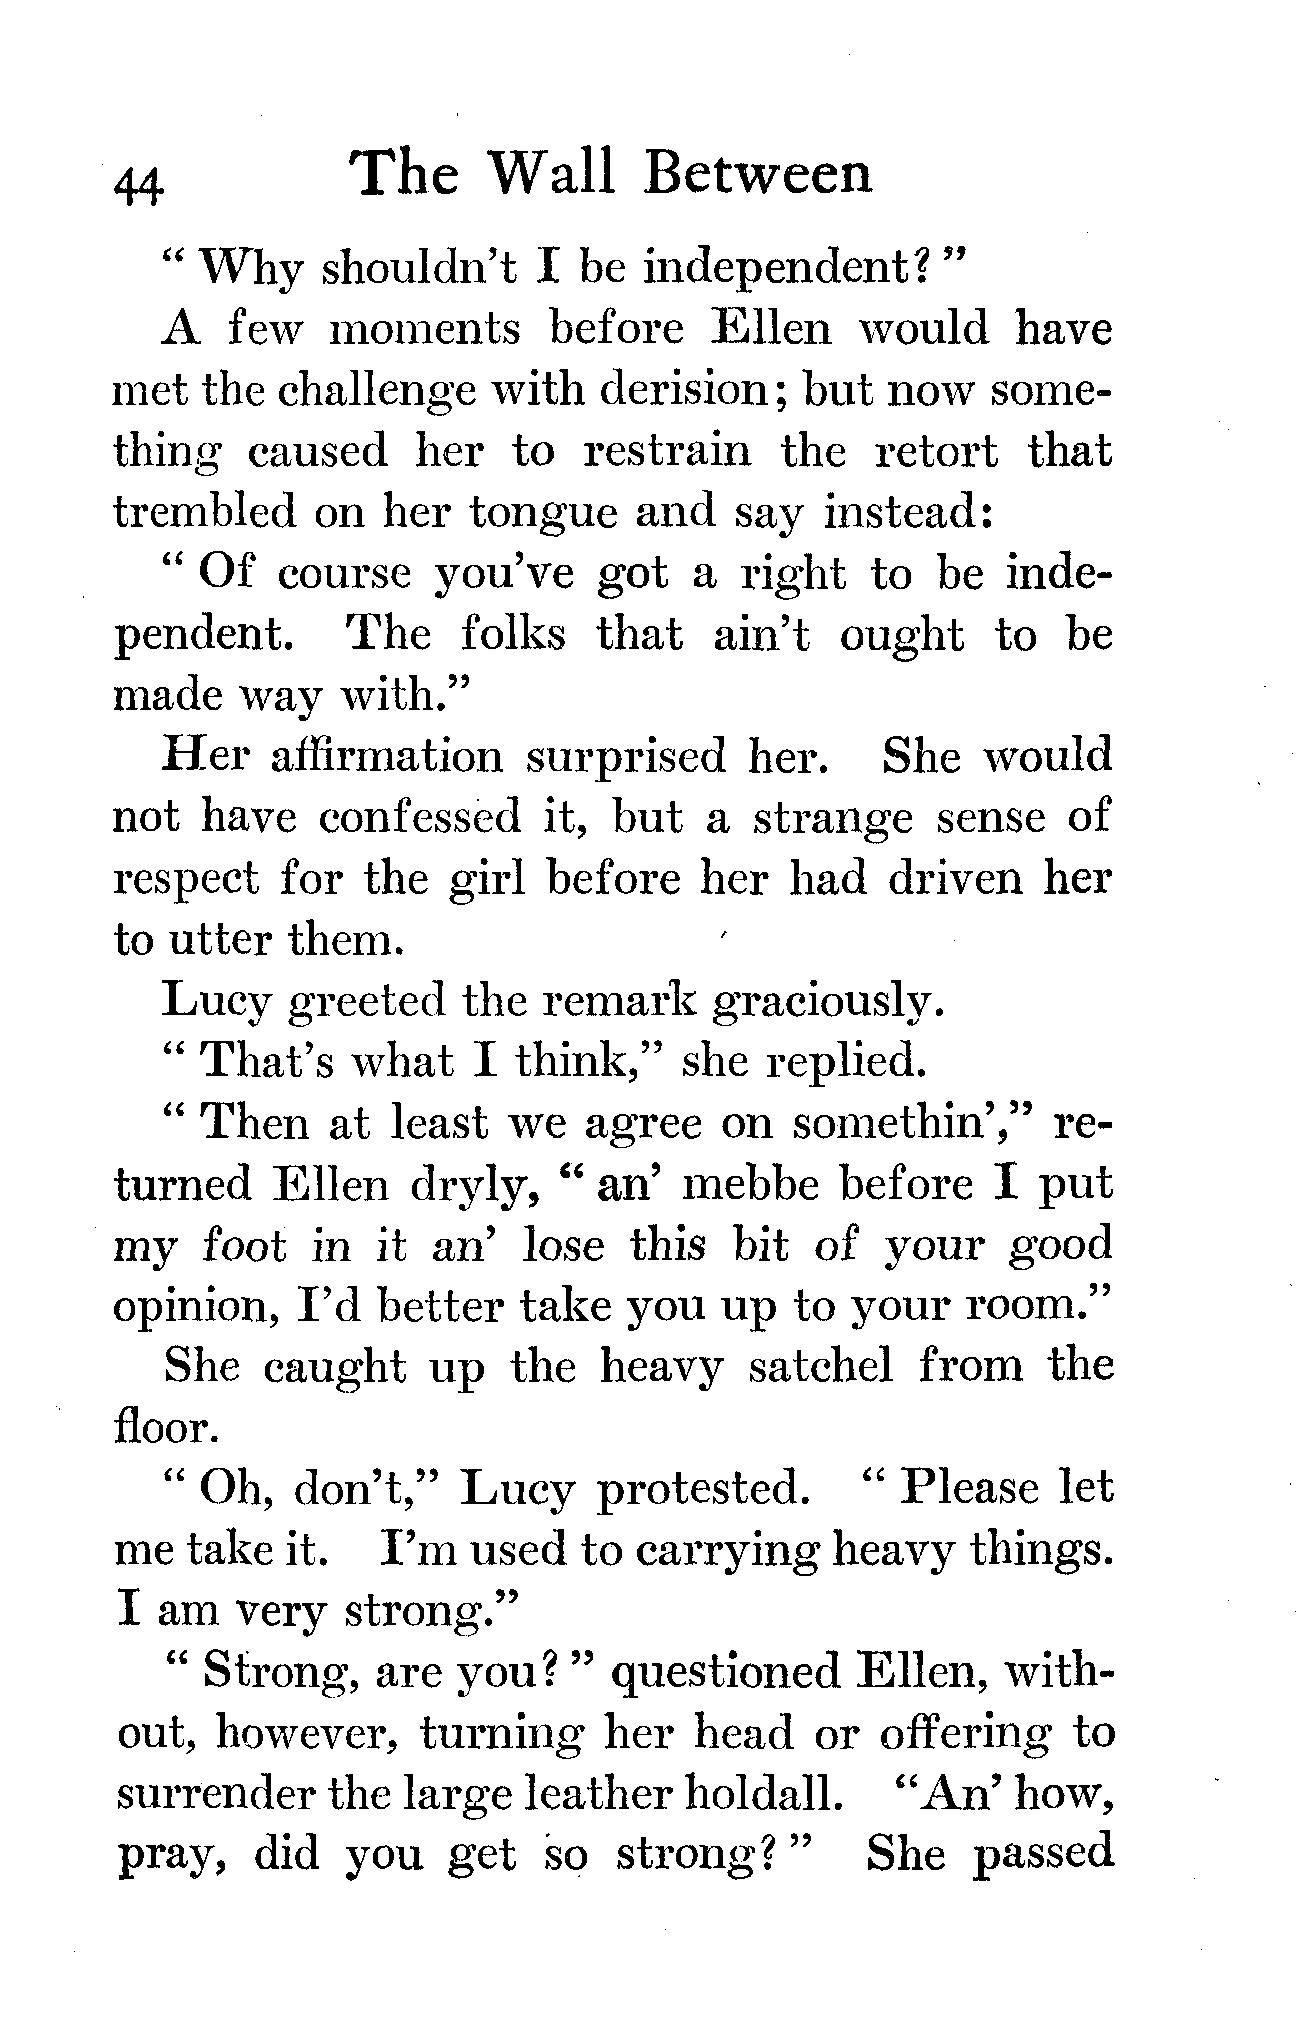 44 The Wall Between
“ Why shouldn’t I be independent? ”
A few moments before Ellen would have
met the challenge with derision; but now some-
thing caused her to restrain the retort that
trembled on her tongue and say instead:
“ Of course you’ve got a right to be inde-
pendent. The folks that ain’t ought to be
made way with.”
Her affirmation surprised her. She would
not have confessed it, but a strange sense of
respect for the girl before her had driven her
to utter them.
Lucy greeted the remark graciously.
“ That’s what I think,” she replied.
“ Then at least we agree on somethin’,” re-
turned Ellen dryly, “ an’ mebbe before I put
my foot in it an’ lose this bit of your good
opinion, I’d better take you up to your room.”
She caught up the heavy satchel from the
floor.
“ Oh, don’t,” Lucy protested. “ Please let
me take it. I’m used to carrying heavy things.
I am very strong.”
“ Strong, are you? ” questioned Ellen, with-
out, however, turning her head or offering to
surrender the large leather holdall. “An’ how,
pray, did you get so strong? ” She passed